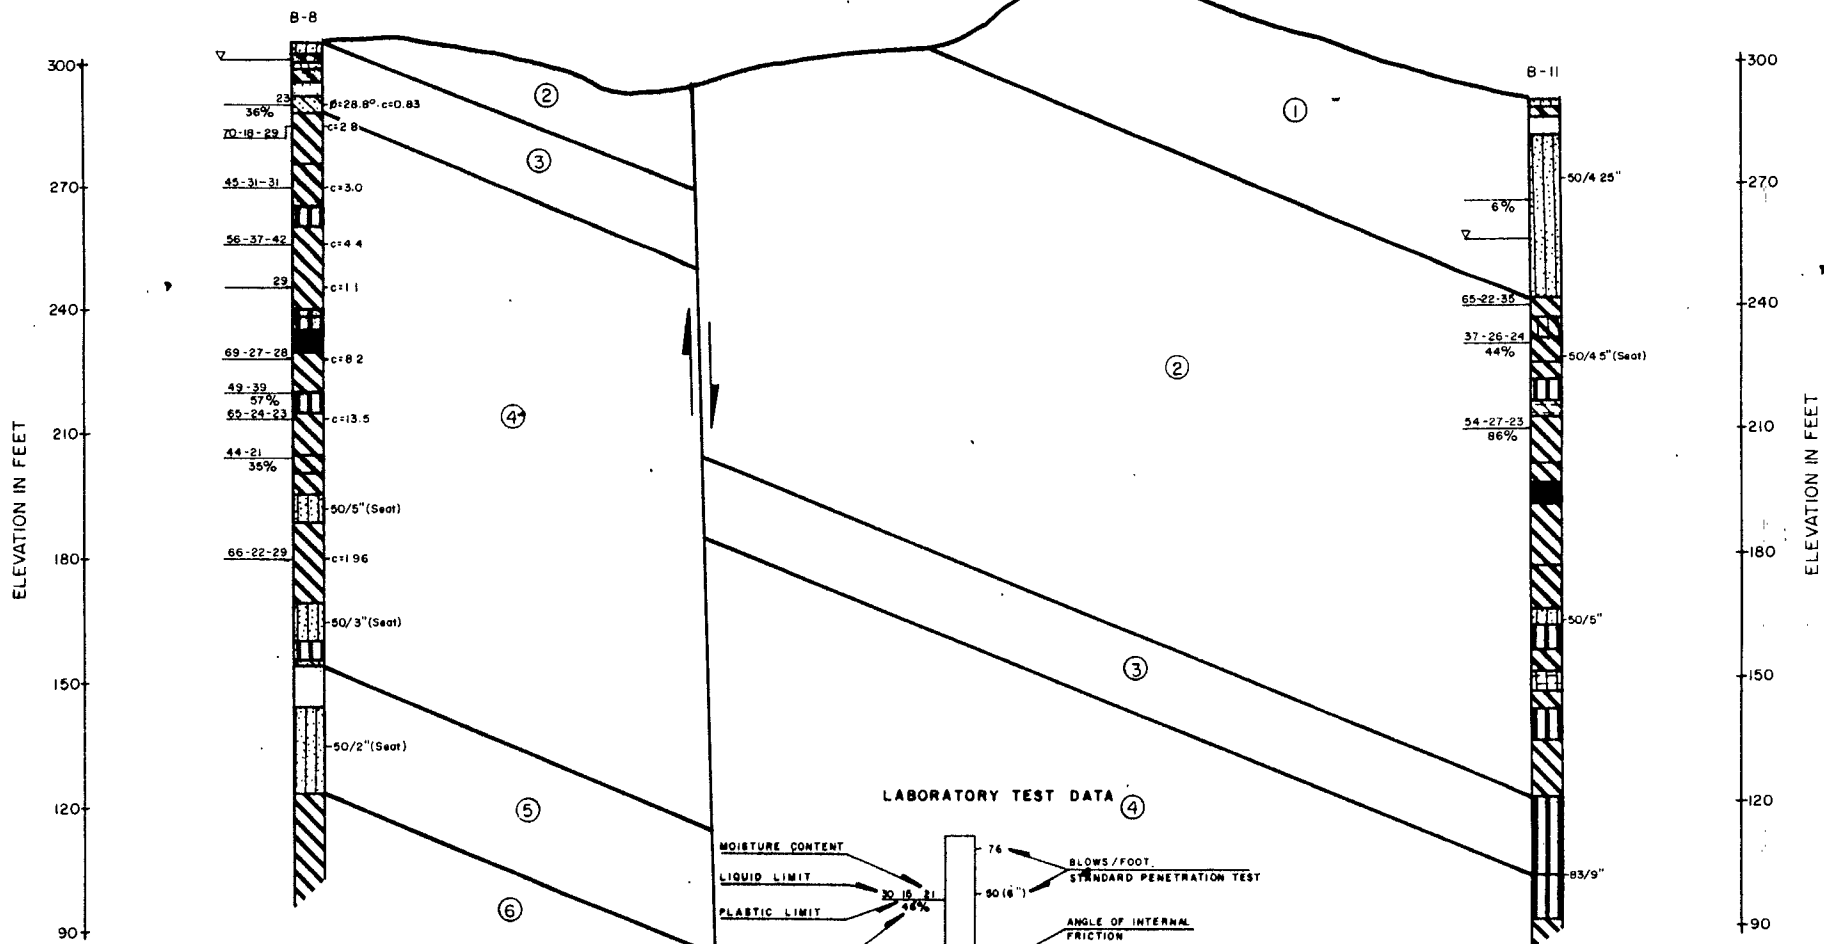 B-8
300
23
36%
ø=28.8° c=0.83
70-18-29
c=2 8
270
45-31-31
c=3.0
56-37-42
c=4 4
29
c=1 1
240
69-27-28
c=8 2
49-39
57%
65-24-23
c=13.5
210
44-21
35%
50/5"(Seat)
180
66-22-29
c=1 96
50/3"(Seat)
150
50/2"(Seat)
120
90
ELEVATION IN FEET
2
3
4
5
6
1
2
3
4
B-11
300
50/4 25"
270
6%
65-22-35
240
37-26-24
44%
50/4 5"(Seat)
54-27-23
86%
210
180
50/5"
150
120
83/9"
90
ELEVATION IN FEET
LABORATORY TEST DATA
MOISTURE CONTENT
LIQUID LIMIT
PLASTIC LIMIT
21
76
50 (6")
BLOWS/FOOT
STANDARD PENETRATION TEST
ANGLE OF INTERNAL
FRICTION